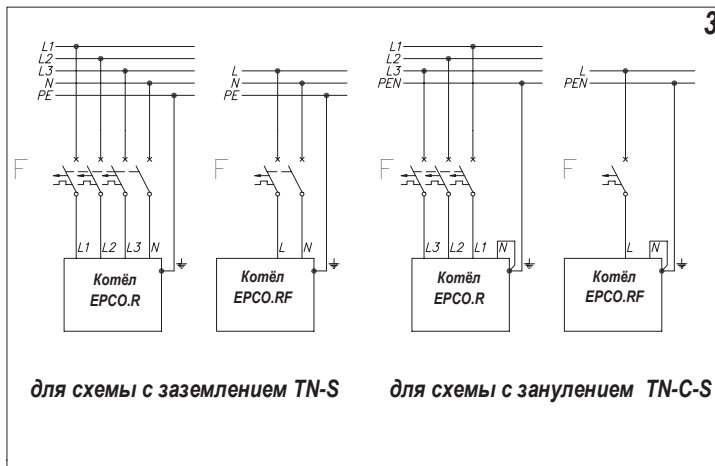 3
L1
L2
L3
N
PE
F
L1 L2 L3 N
Котёл
EPCO.R
L
N
PE
F
L N
Котёл
EPCO.RF
L1
L2
L3
PEN
F
L3 L2 L1 N
Котёл
EPCO.R
L
PEN
F
L N
Котёл
EPCO.RF
для схемы с заземлением TN-S
для схемы с занулением TN-C-S